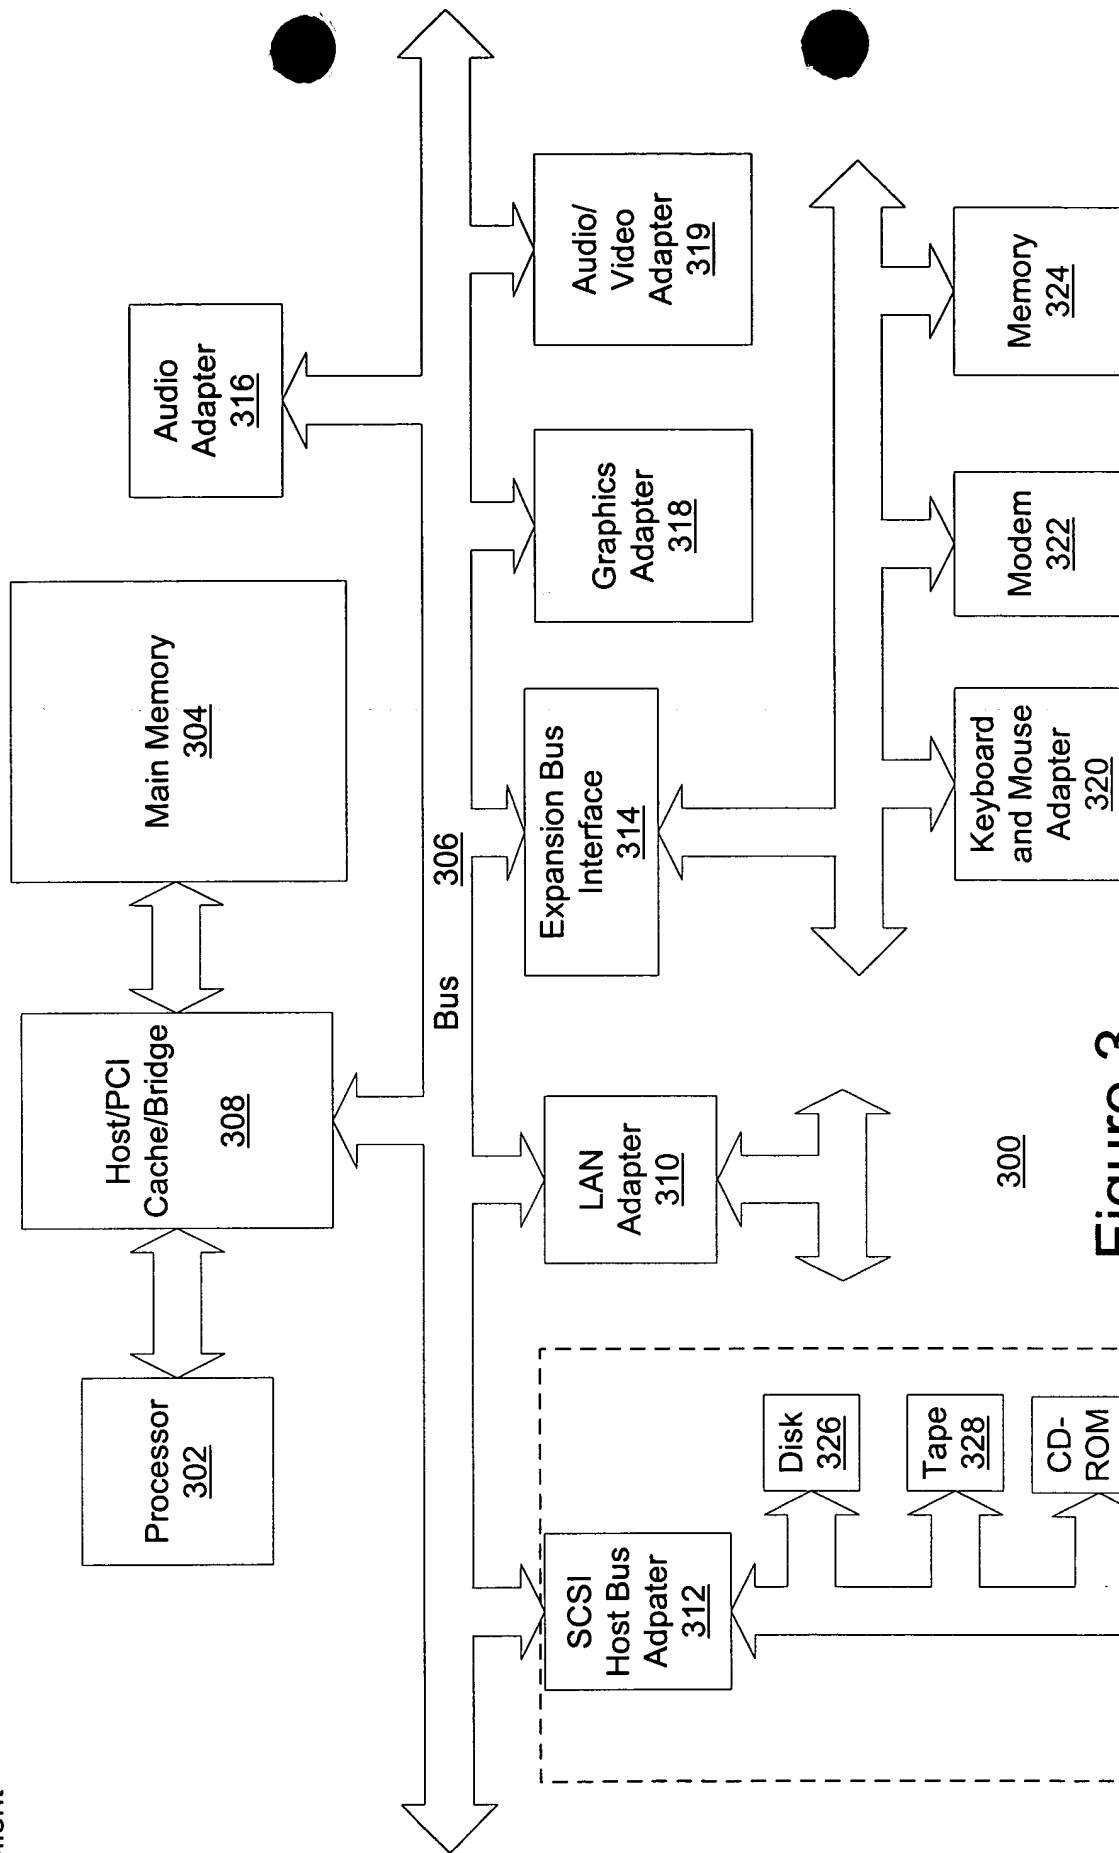 Processor
302
Host/PCI
Cache/Bridge
308
Main Memory
304
Audio
Adapter
316
Bus
306
SCSI
Host Bus
Adpater
312
LAN
Adapter
310
Expansion Bus
Interface
314
Graphics
Adapter
318
Audio/
Video
Adapter
319
Disk
326
Tape
328
CD-
ROM
300
Keyboard
and Mouse
Adapter
320
Modem
322
Memory
324
Figure 3